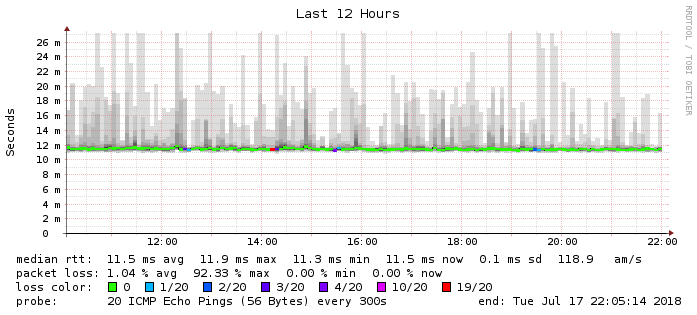 Last 12 Hours
RRDTOOL / TOBI OETIKER
Seconds
26 m
24 m
22 m
20 m
18 m
16 m
14 m
12 m
10 m
8 m
6 m
4 m
2 m
0
12:00 14:00 16:00 18:00 20:00 22:00
median rtt: 11.5 ms avg 11.9 ms max 11.3 ms min 11.5 ms now 0.1 ms sd 118.9 am/s
packet loss: 1.04 % avg 92.33 % max 0.00 % min 0.00 % now
loss color: 0 1/20 2/20 3/20 4/20 10/20 19/20
probe: 20 ICMP Echo Pings (56 Bytes) every 300s end: Tue Jul 17 22:05:14 2018